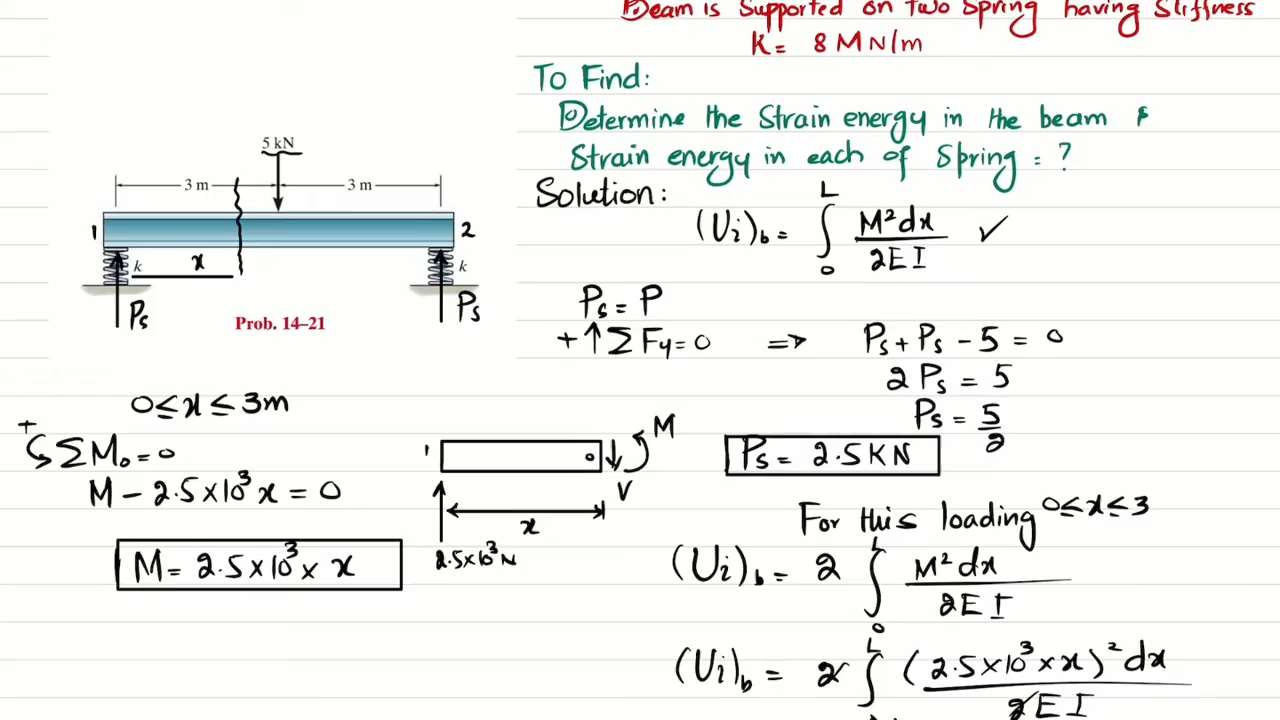 Beam is Supported on Two Spring having Stiffness
K = 8 MN/m
To Find:
Determine the Strain energy in the beam &
Strain energy in each of Spring = ?
Solution:
(Ui)b = ∫₀ᴸ M²dx / 2EI ✓
5 kN
3 m 3 m
1 2
k x k
Ps Ps
Prob. 14–21
Ps = P
+↑ΣFy = 0 ⇒ Ps + Ps - 5 = 0
2 Ps = 5
Ps = 5/2
Ps = 2.5 KN
0 ≤ x ≤ 3m
+ ΣMo = 0
M - 2.5×10³ x = 0
M = 2.5×10³ × x
1 o M
V
x
2.5×10³ N
For this loading 0 ≤ x ≤ 3
(Ui)b = 2 ∫₀ᴸ M²dx / 2EI
(Ui)b = 2 ∫ᴸ (2.5×10³×x)² dx / 2EI